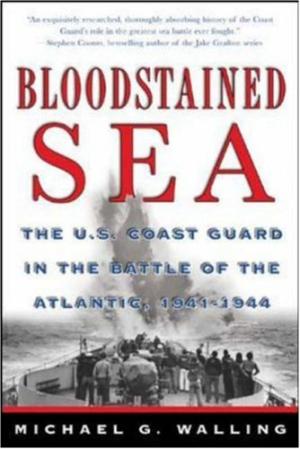 "An exquisitely researched, thoroughly absorbing history of the Coast
Guard's role in the greatest sea battle ever fought."
– Stephen Coonts, bestselling author of the Jake Grafton series
BLOODSTAINED
SEA
THE U.S. COAST GUARD
IN THE BATTLE OF THE
ATLANTIC, 1941-1944
MICHAEL G. WALLING